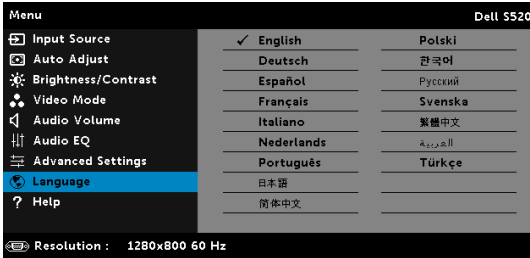 Menu Dell S520
Input Source
Auto Adjust
Brightness/Contrast
Video Mode
Audio Volume
Audio EQ
Advanced Settings
Language
? Help
✓ English Polski
Deutsch 한국어
Español Русский
Français Svenska
Italiano 繁體中文
Nederlands العربية
Português Türkçe
日本語
简体中文
Resolution : 1280x800 60 Hz